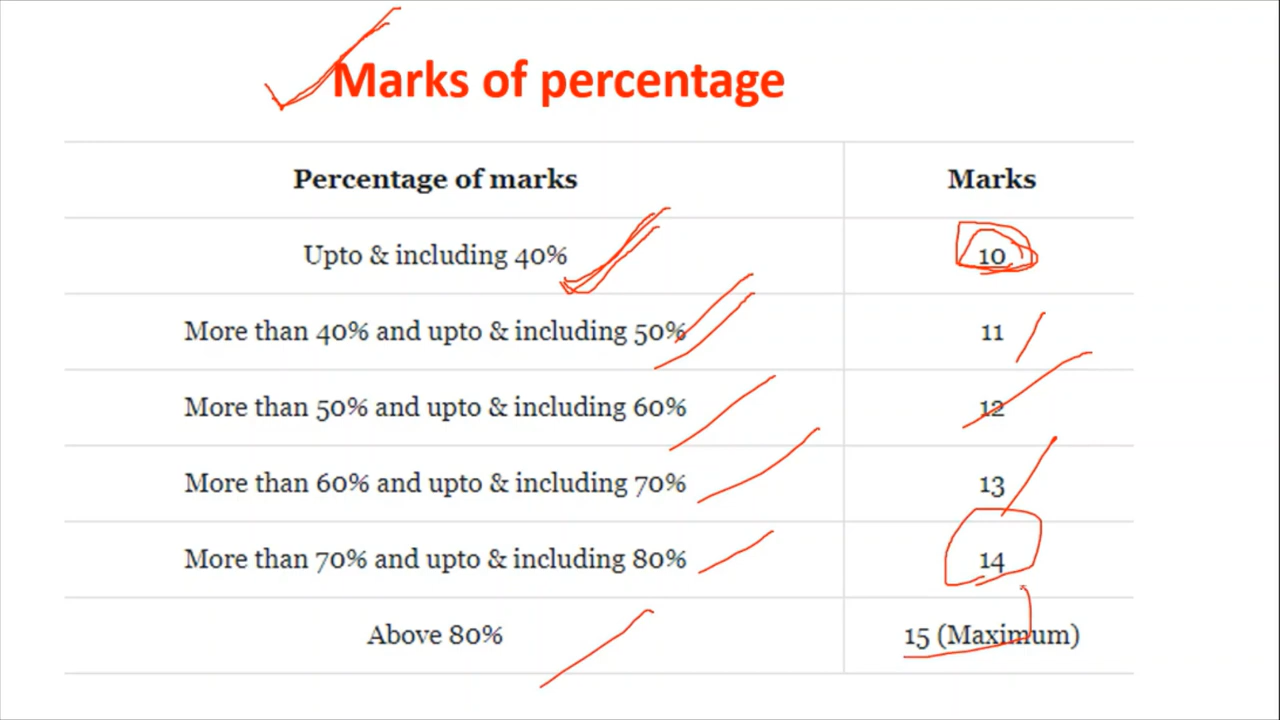 Marks of percentage
Percentage of marks Marks
Upto & including 40% 10
More than 40% and upto & including 50% 11
More than 50% and upto & including 60% 12
More than 60% and upto & including 70% 13
More than 70% and upto & including 80% 14
Above 80% 15 (Maximum)